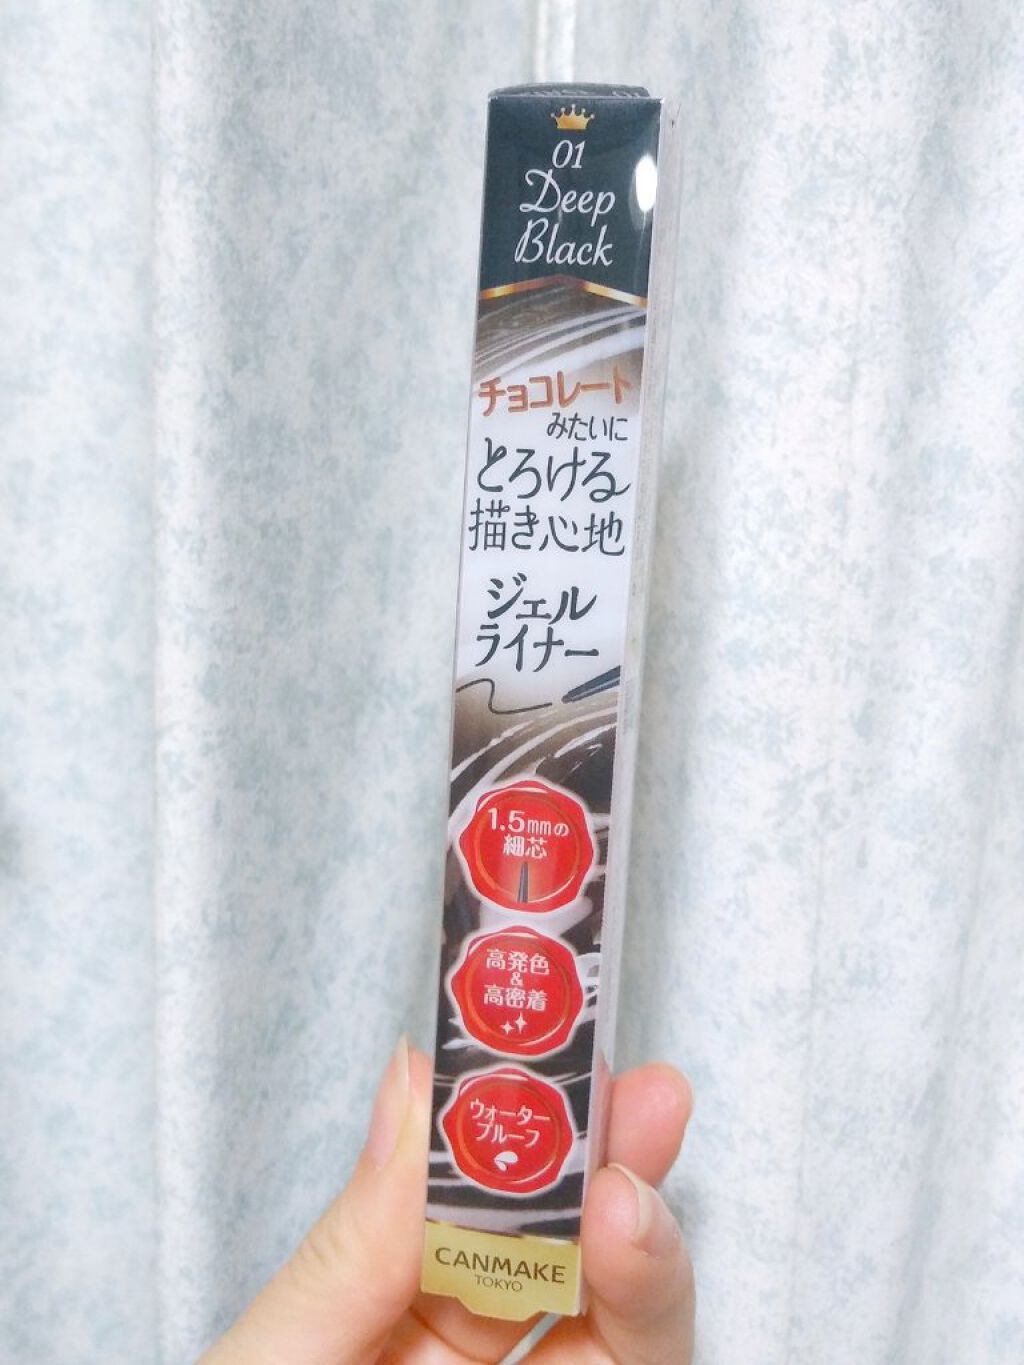 01
Deep
Black
チョコレート
みたいに
とろける
描き心地
ジェル
ライナー
1.5mmの
細芯
高発色
&
高密着
ウォーター
プルーフ
CANMAKE
TOKYO